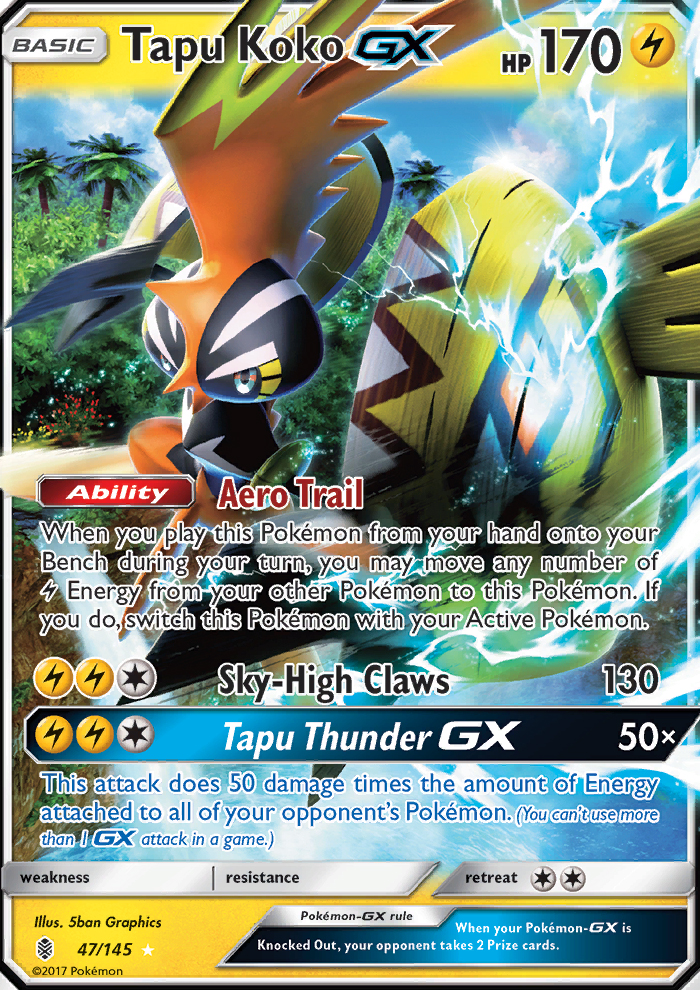 BASIC Tapu Koko GX HP 170
Ability Aero Trail
When you play this Pokémon from your hand onto your
Bench during your turn, you may move any number of
Energy from your other Pokémon to this Pokémon. If
you do, switch this Pokémon with your Active Pokémon.
Sky-High Claws 130
Tapu Thunder GX 50×
This attack does 50 damage times the amount of Energy
attached to all of your opponent's Pokémon. (You can't use more
than 1 GX attack in a game.)
weakness resistance retreat
Illus. 5ban Graphics
47/145
©2017 Pokémon
Pokémon-GX rule
When your Pokémon-GX is
Knocked Out, your opponent takes 2 Prize cards.